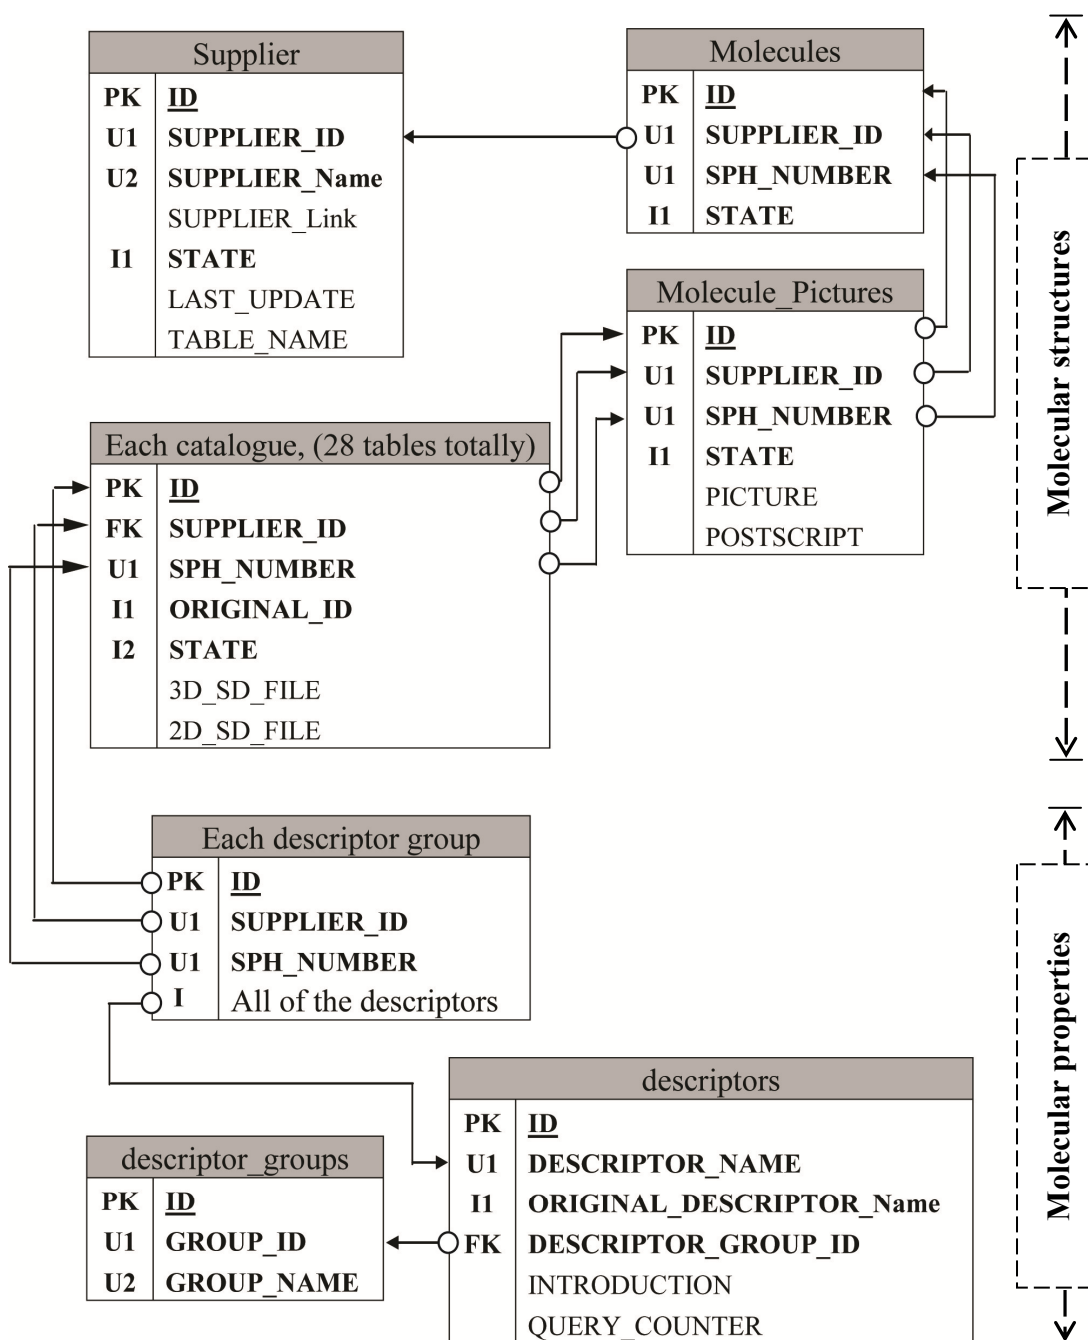 Supplier
PK ID
U1 SUPPLIER_ID
U2 SUPPLIER_Name
SUPPLIER_Link
I1 STATE
LAST_UPDATE
TABLE_NAME
Molecules
PK ID
U1 SUPPLIER_ID
U1 SPH_NUMBER
I1 STATE
Molecule_Pictures
PK ID
U1 SUPPLIER_ID
U1 SPH_NUMBER
I1 STATE
PICTURE
POSTSCRIPT
Molecular structures
Each catalogue, (28 tables totally)
PK ID
FK SUPPLIER_ID
U1 SPH_NUMBER
I1 ORIGINAL_ID
I2 STATE
3D_SD_FILE
2D_SD_FILE
Each descriptor group
PK ID
U1 SUPPLIER_ID
U1 SPH_NUMBER
I All of the descriptors
Molecular properties
descriptors
PK ID
U1 DESCRIPTOR_NAME
I1 ORIGINAL_DESCRIPTOR_Name
FK DESCRIPTOR_GROUP_ID
INTRODUCTION
QUERY_COUNTER
descriptor_groups
PK ID
U1 GROUP_ID
U2 GROUP_NAME